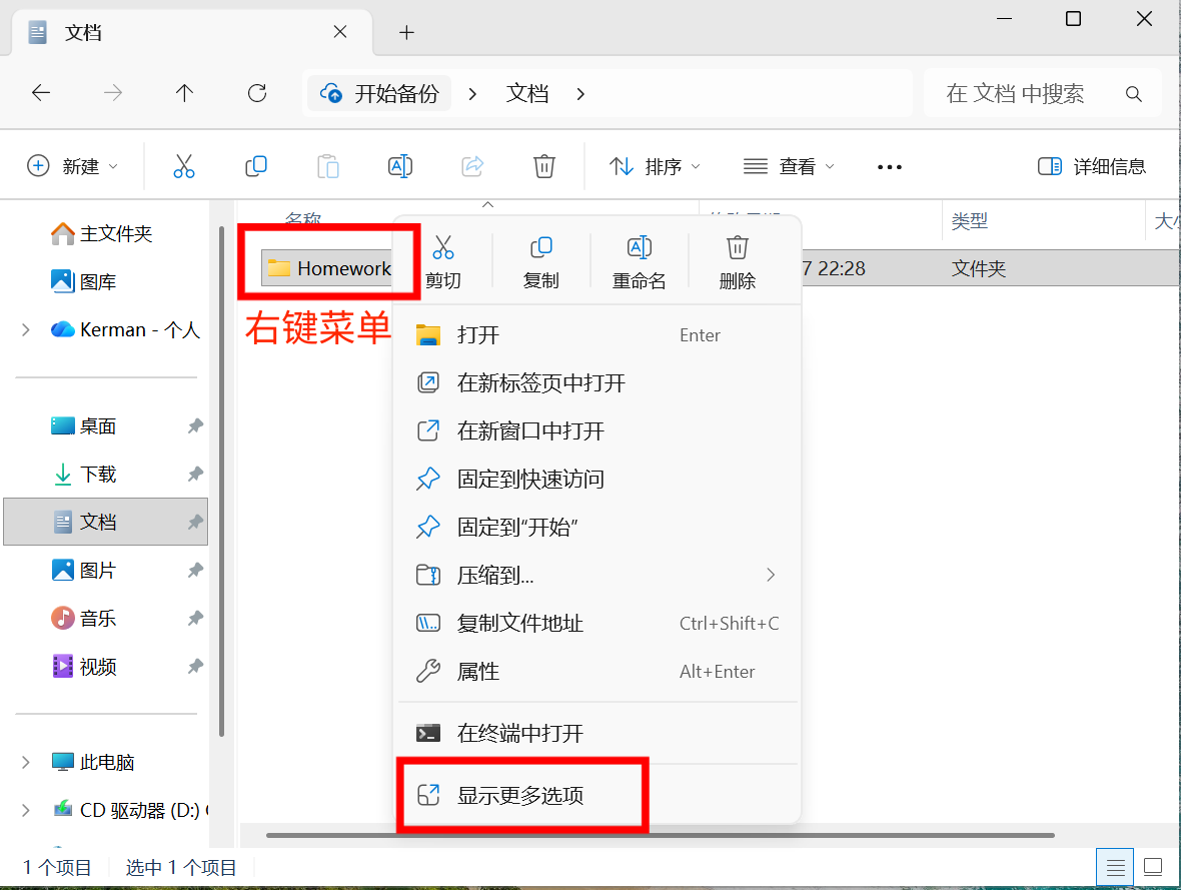 文档
开始备份 > 文档 >
在 文档 中搜索
新建
排序
查看
详细信息
名称
类型
主文件夹
图库
Kerman - 个人
桌面
下载
文档
图片
音乐
视频
此电脑
CD 驱动器 (D:)
Homework
7 22:28
文件夹
右键菜单
剪切
复制
重命名
删除
打开 Enter
在新标签页中打开
在新窗口中打开
固定到快速访问
固定到"开始"
压缩到...
复制文件地址 Ctrl+Shift+C
属性 Alt+Enter
在终端中打开
显示更多选项
1 个项目
选中 1 个项目